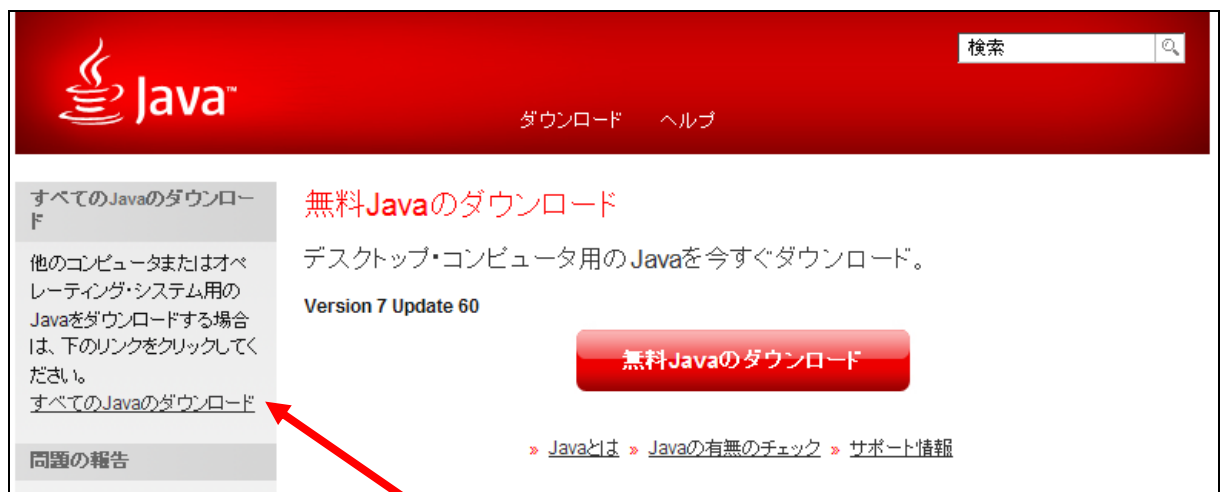 Java™
検索
ダウンロード ヘルプ
すべてのJavaのダウンロー
ド
他のコンピュータまたはオペ
レーティング・システム用の
Javaをダウンロードする場合
は、下のリンクをクリックしてく
ださい。
すべてのJavaのダウンロード
問題の報告
無料Javaのダウンロード
デスクトップ・コンピュータ用のJavaを今すぐダウンロード。
Version 7 Update 60
無料Javaのダウンロード
» Javaとは » Javaの有無のチェック » サポート情報